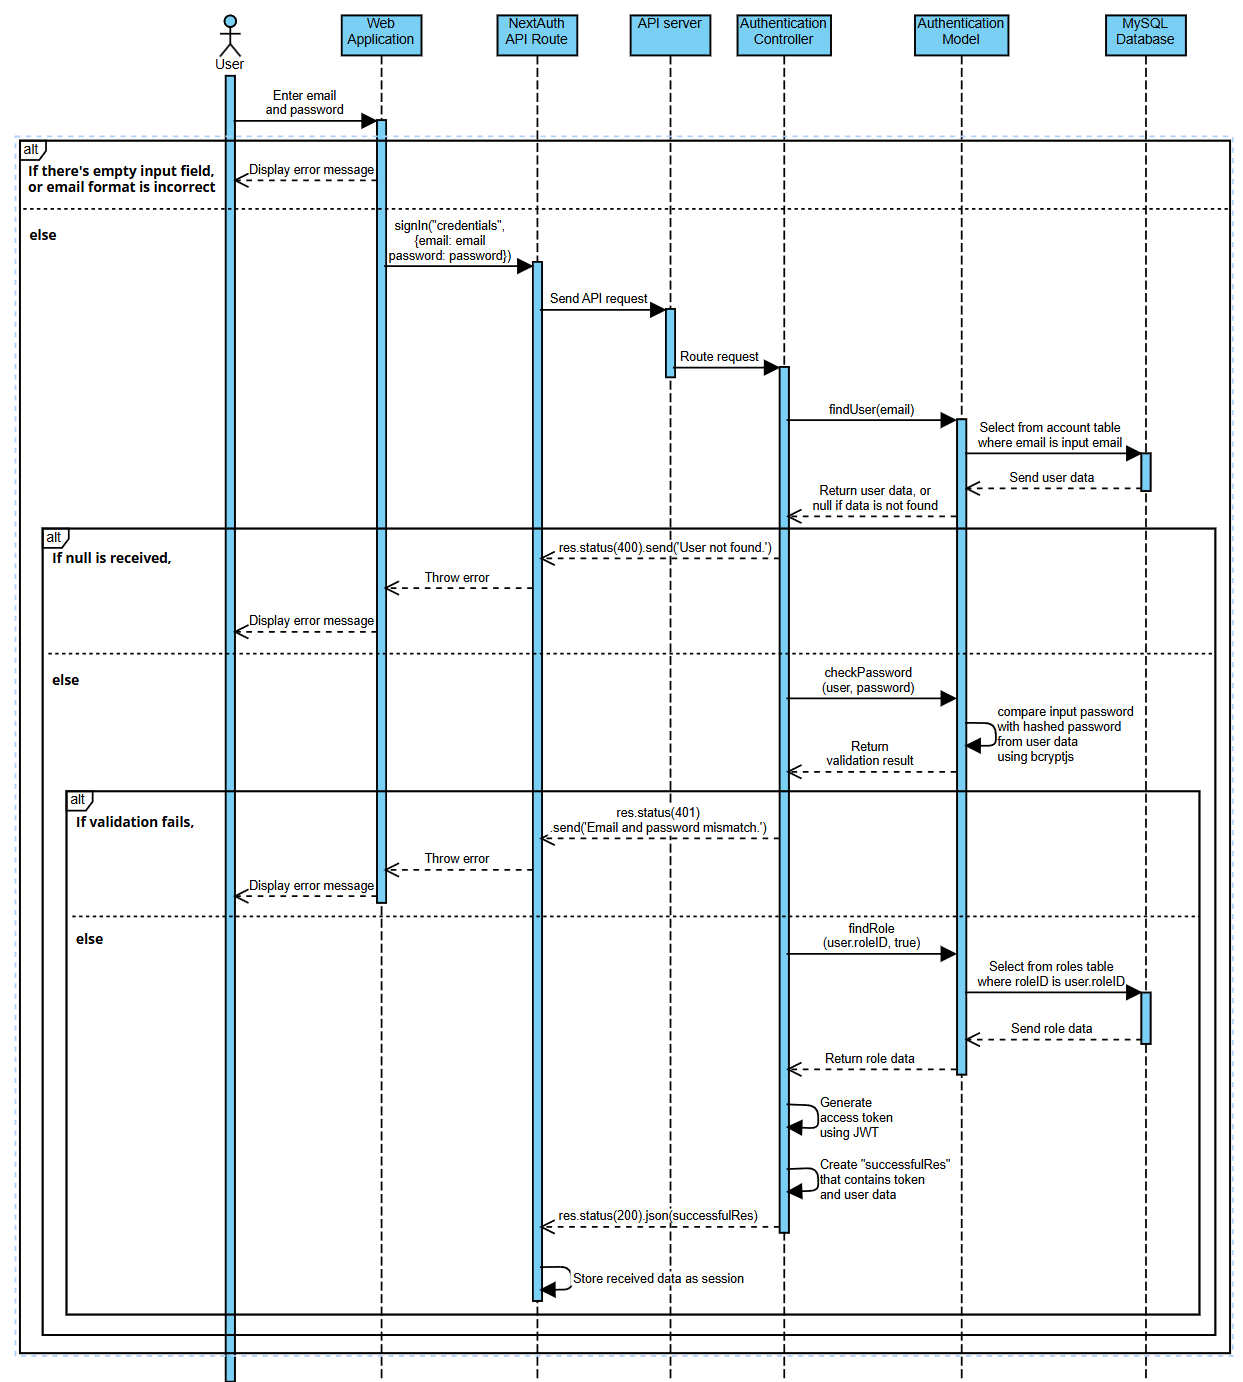 User
Web
Application
NextAuth
API Route
API server
Authentication
Controller
Authentication
Model
MySQL
Database
Enter email
and password
alt
If there's empty input field,
or email format is incorrect
Display error message
else
signIn("credentials",
{email: email
password: password})
Send API request
Route request
findUser(email)
Select from account table
where email is input email
Send user data
Return user data, or
null if data is not found
alt
If null is received,
res.status(400).send('User not found.')
Throw error
Display error message
else
checkPassword
(user, password)
compare input password
with hashed password
from user data
using bcryptjs
Return
validation result
alt
If validation fails,
res.status(401)
.send('Email and password mismatch.')
Throw error
Display error message
else
findRole
(user.roleID, true)
Select from roles table
where roleID is user.roleID
Send role data
Return role data
Generate
access token
using JWT
Create "successfulRes"
that contains token
and user data
res.status(200).json(successfulRes)
Store received data as session